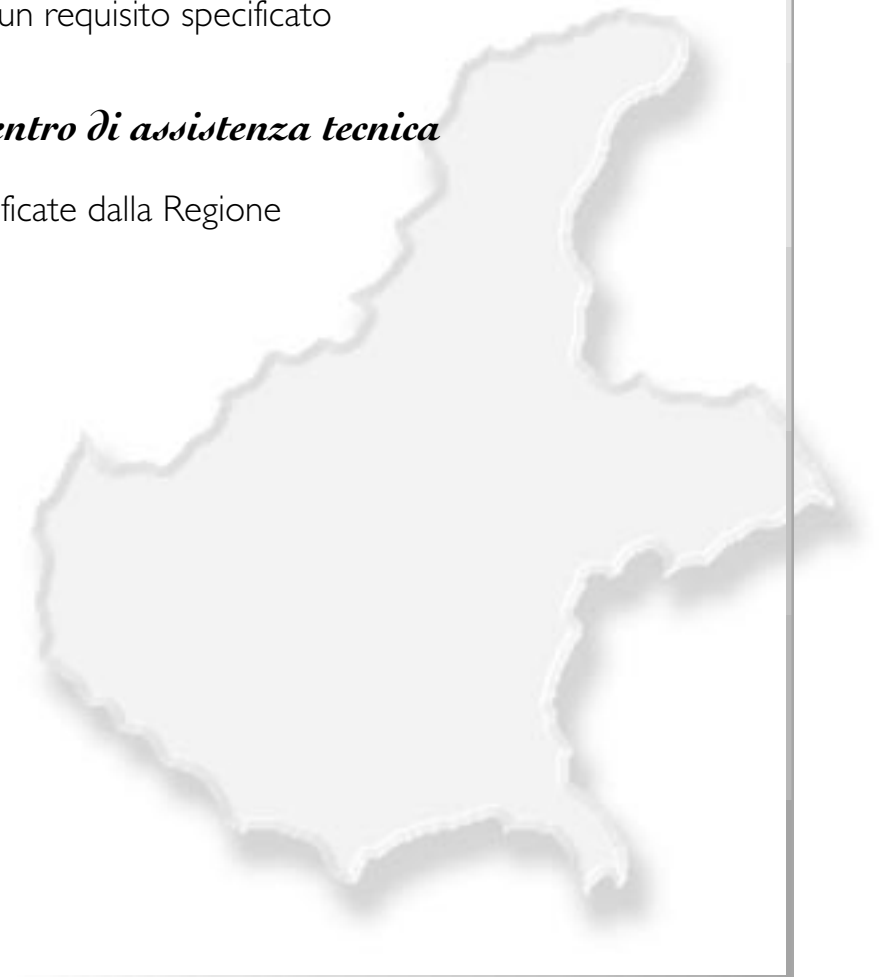 un requisito specificato
entro di assistenza tecnica
ficate dalla Regione